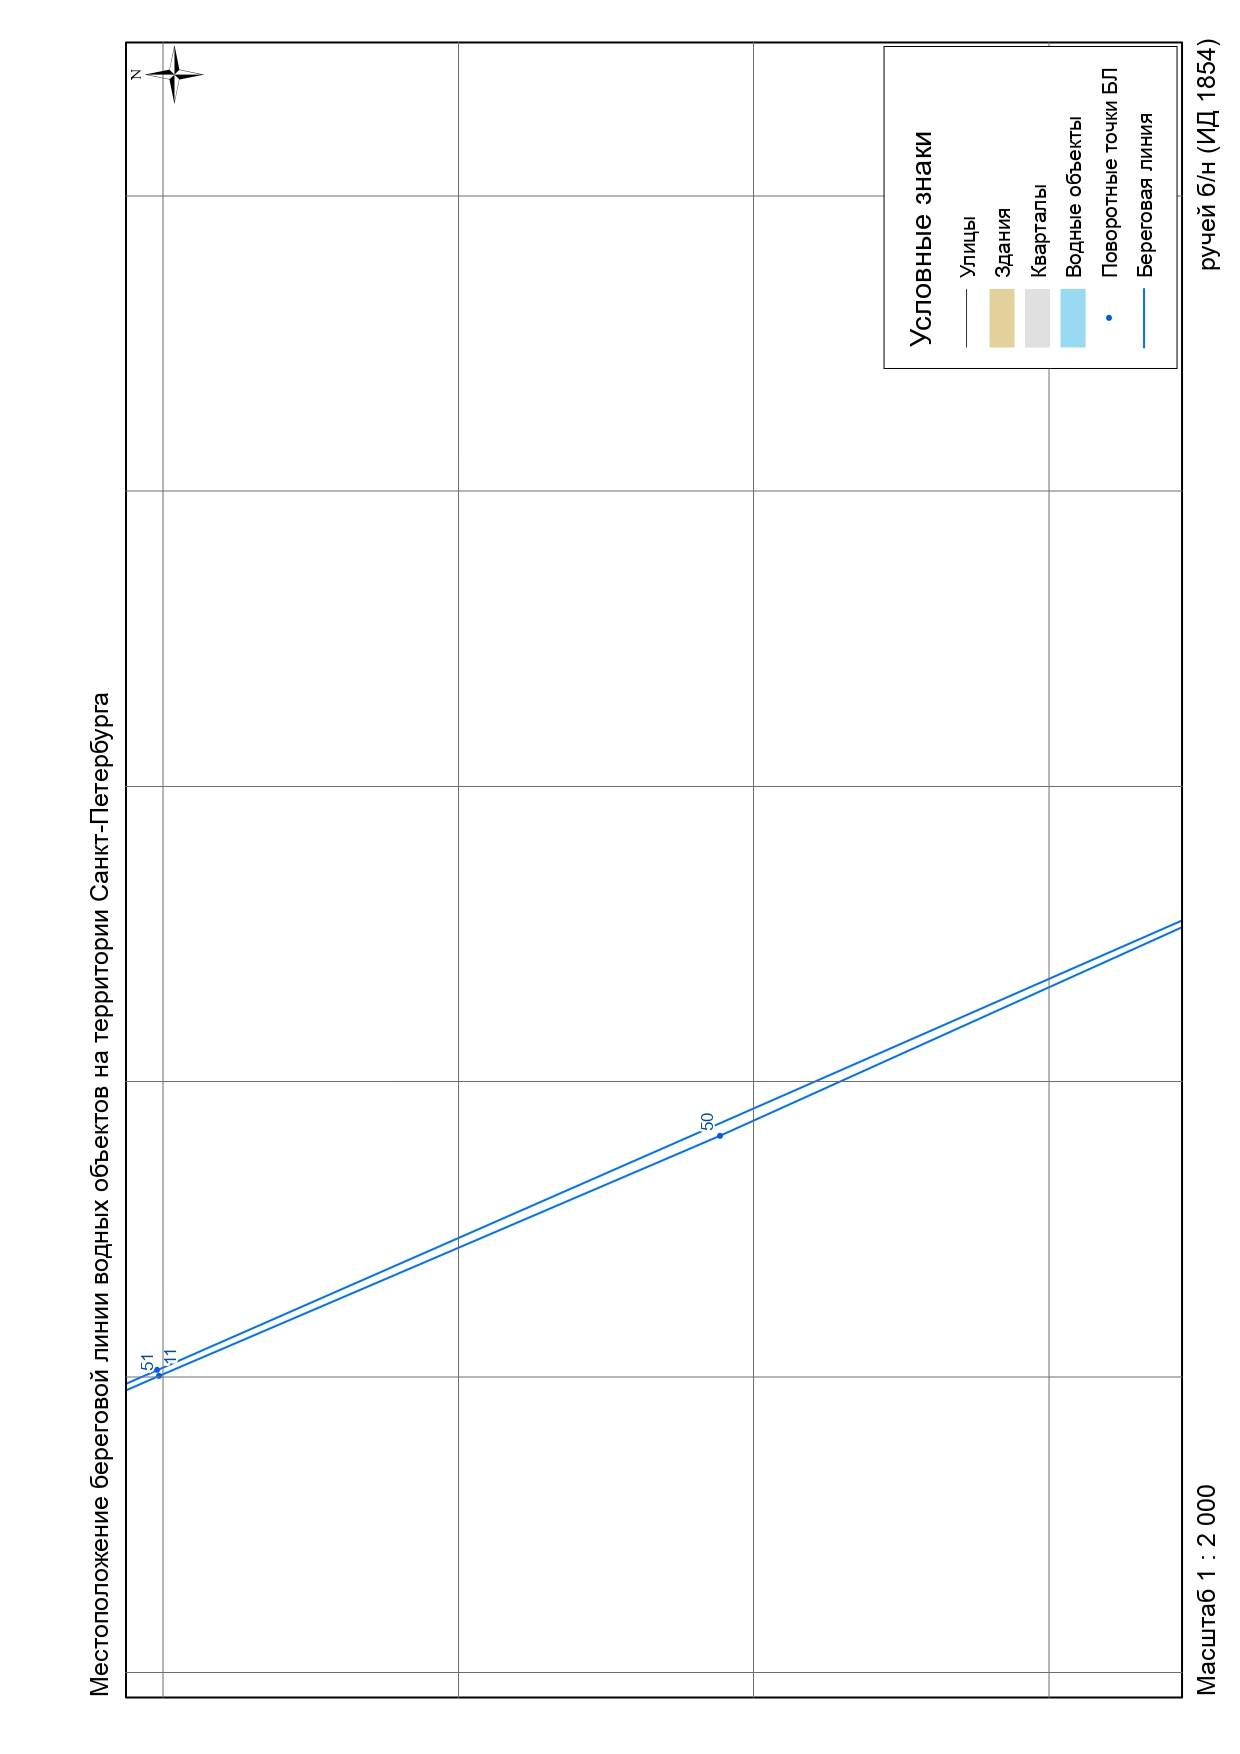 Местоположение береговой линии водных объектов на территории Санкт-Петербурга
N
51
11
50
Условные знаки
Улицы
Здания
Кварталы
Водные объекты
Поворотные точки БЛ
Береговая линия
Масштаб 1 : 2 000
ручей б/н (ИД 1854)